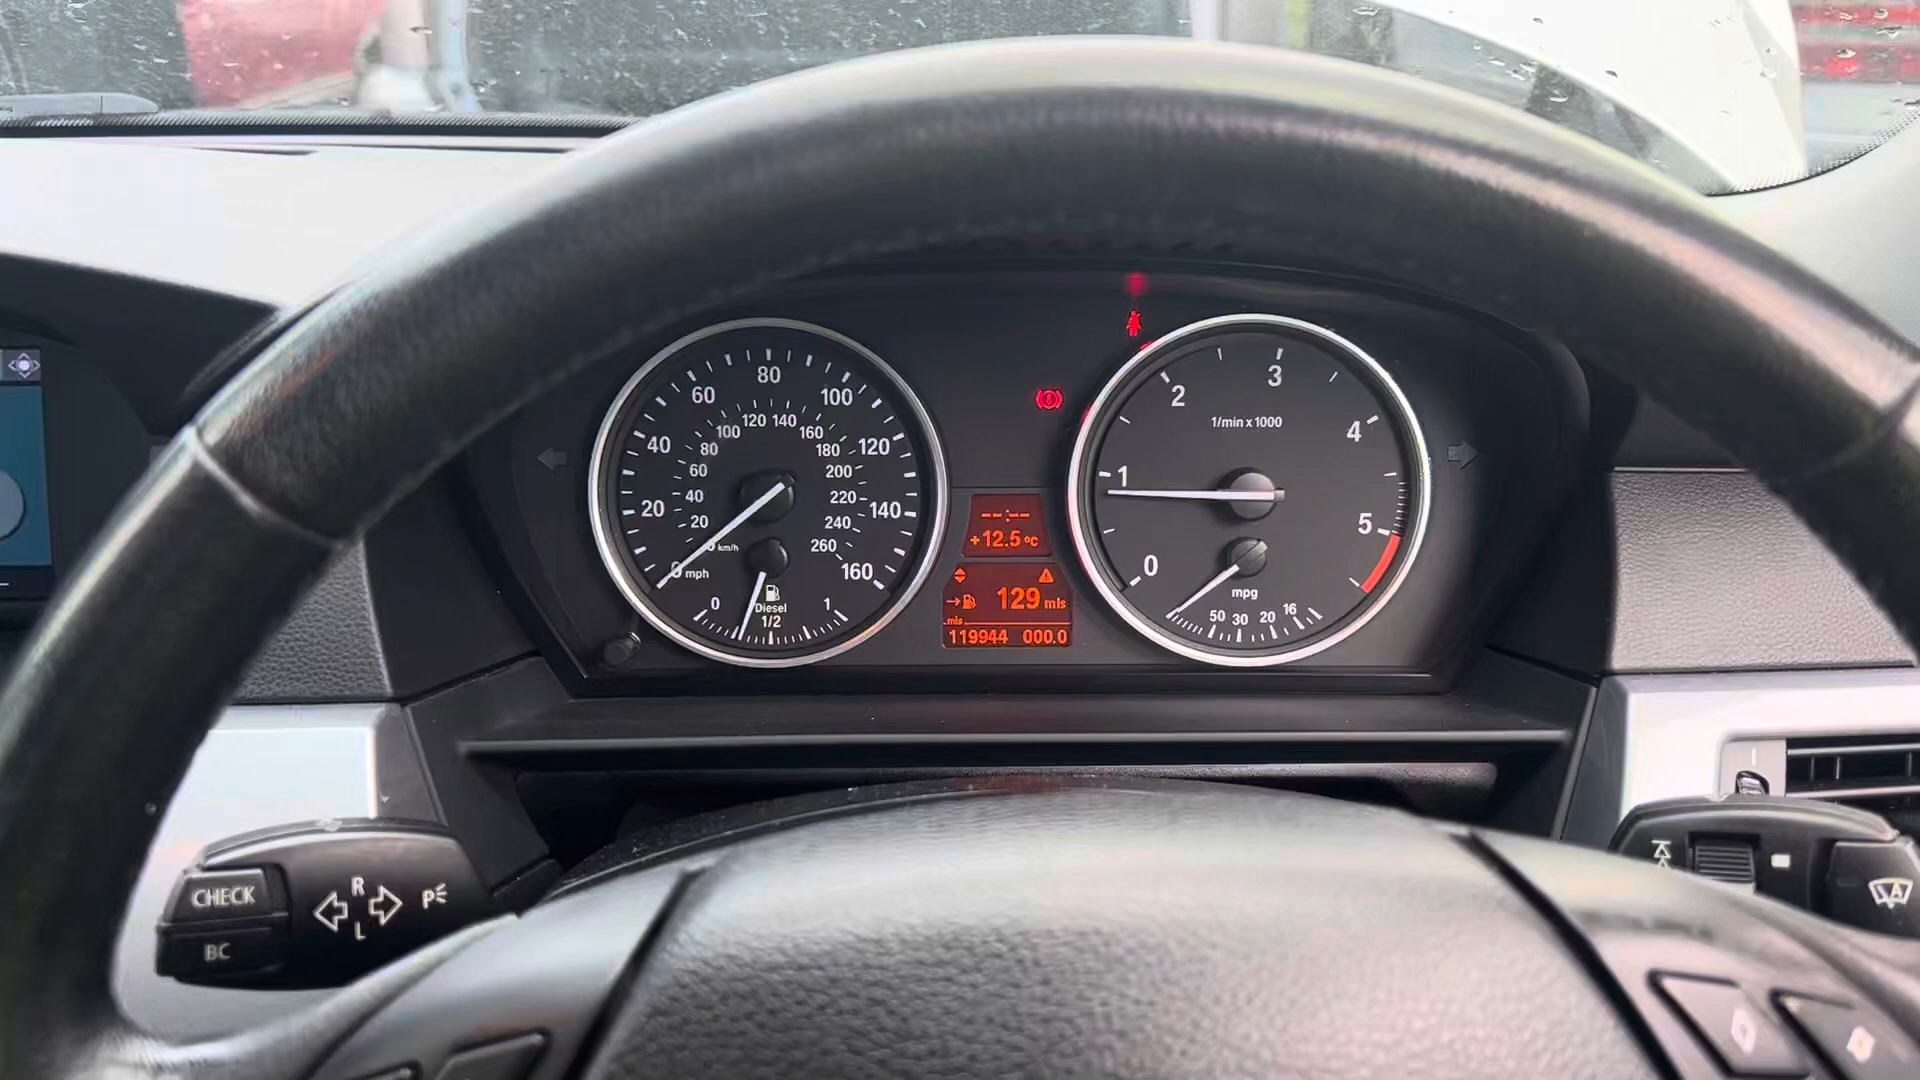 80
60
100
120 140
100
160
40
80
180
120
60
200
40
220
20
140
20
240
0 km/h
260
0 mph
160
0
Diesel
1
1/2
--:--
+12.5 °C
129 mls
mls
119944 000.0
3
2
1/min x 1000
4
1
5
0
mpg
50 30 20 16
CHECK
BC
R
L
P
A